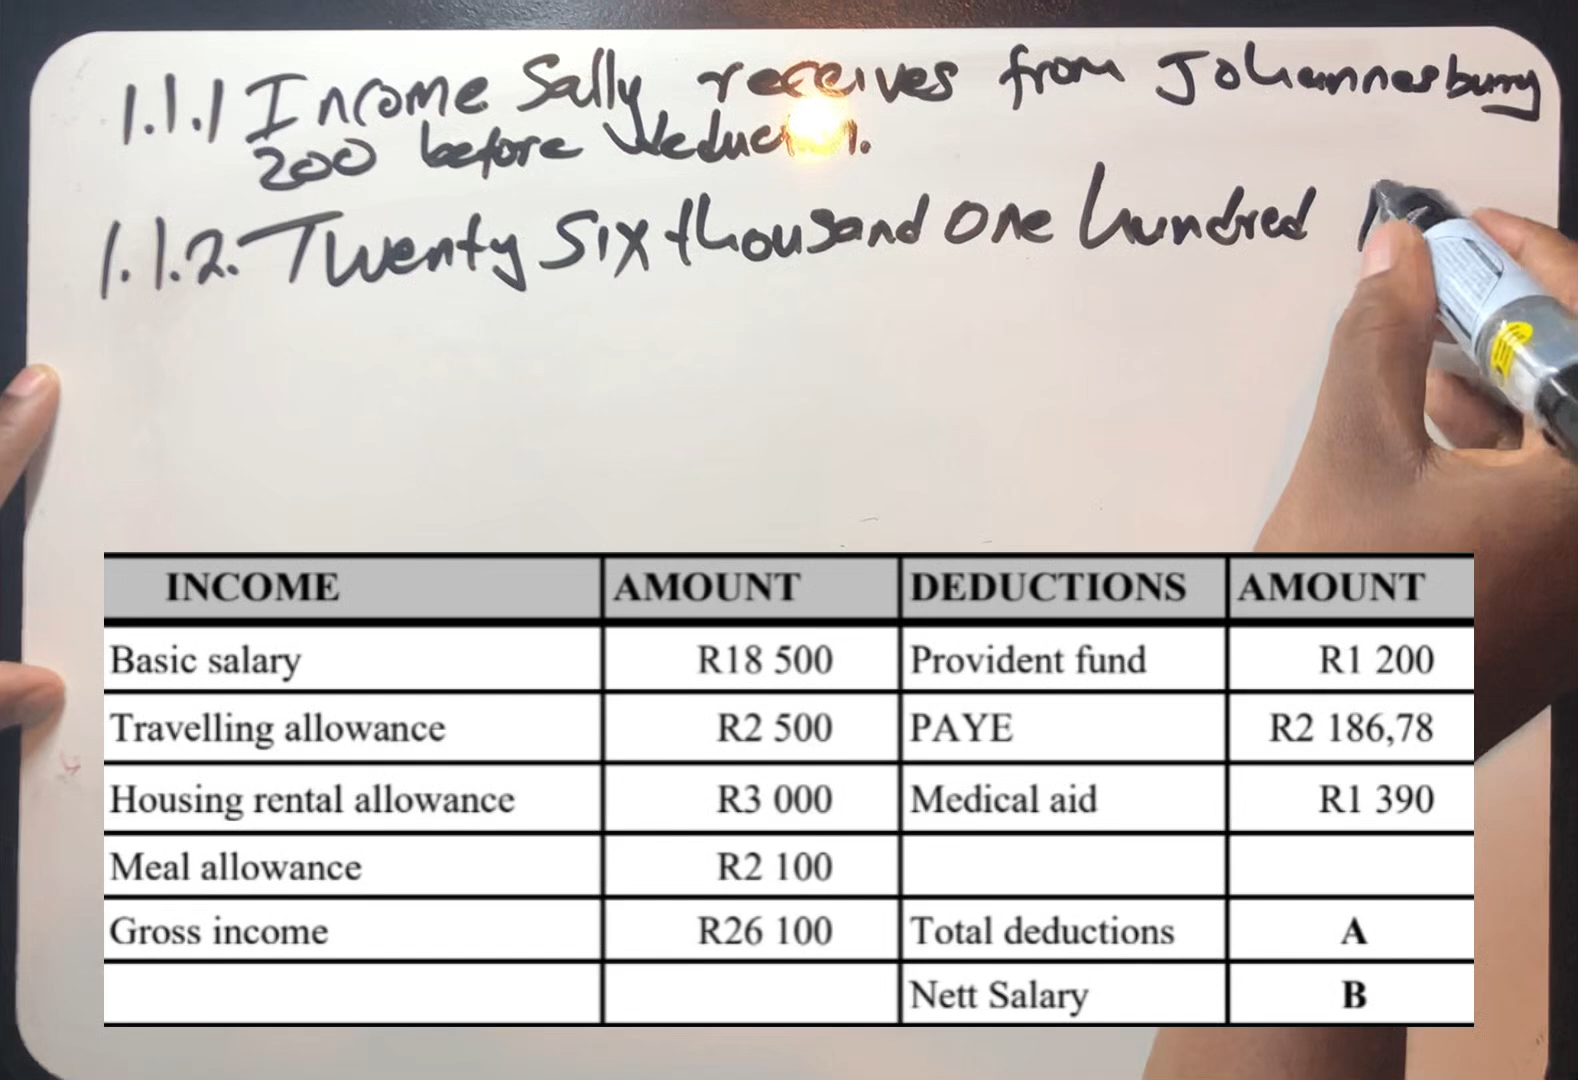 1.1.1 Income Sally receives from Johannesburg
200 before deduction.
1.1.2. Twenty Six thousand one hundred
INCOME AMOUNT DEDUCTIONS AMOUNT
Basic salary R18 500 Provident fund R1 200
Travelling allowance R2 500 PAYE R2 186,78
Housing rental allowance R3 000 Medical aid R1 390
Meal allowance R2 100
Gross income R26 100 Total deductions A
Nett Salary B